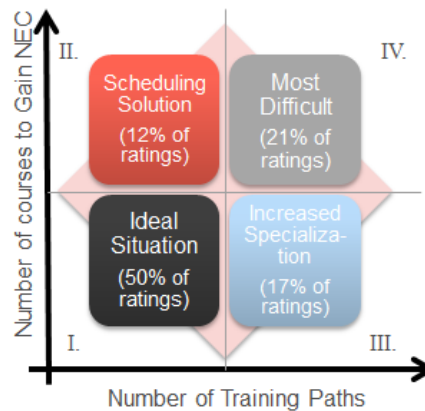 Number of courses to Gain NEC
II.
IV.
Scheduling
Solution
(12% of
ratings)
Most
Difficult
(21% of
ratings)
Ideal
Situation
(50% of
ratings)
Increased
Specializa-
tion
(17% of
ratings)
I.
III.
Number of Training Paths